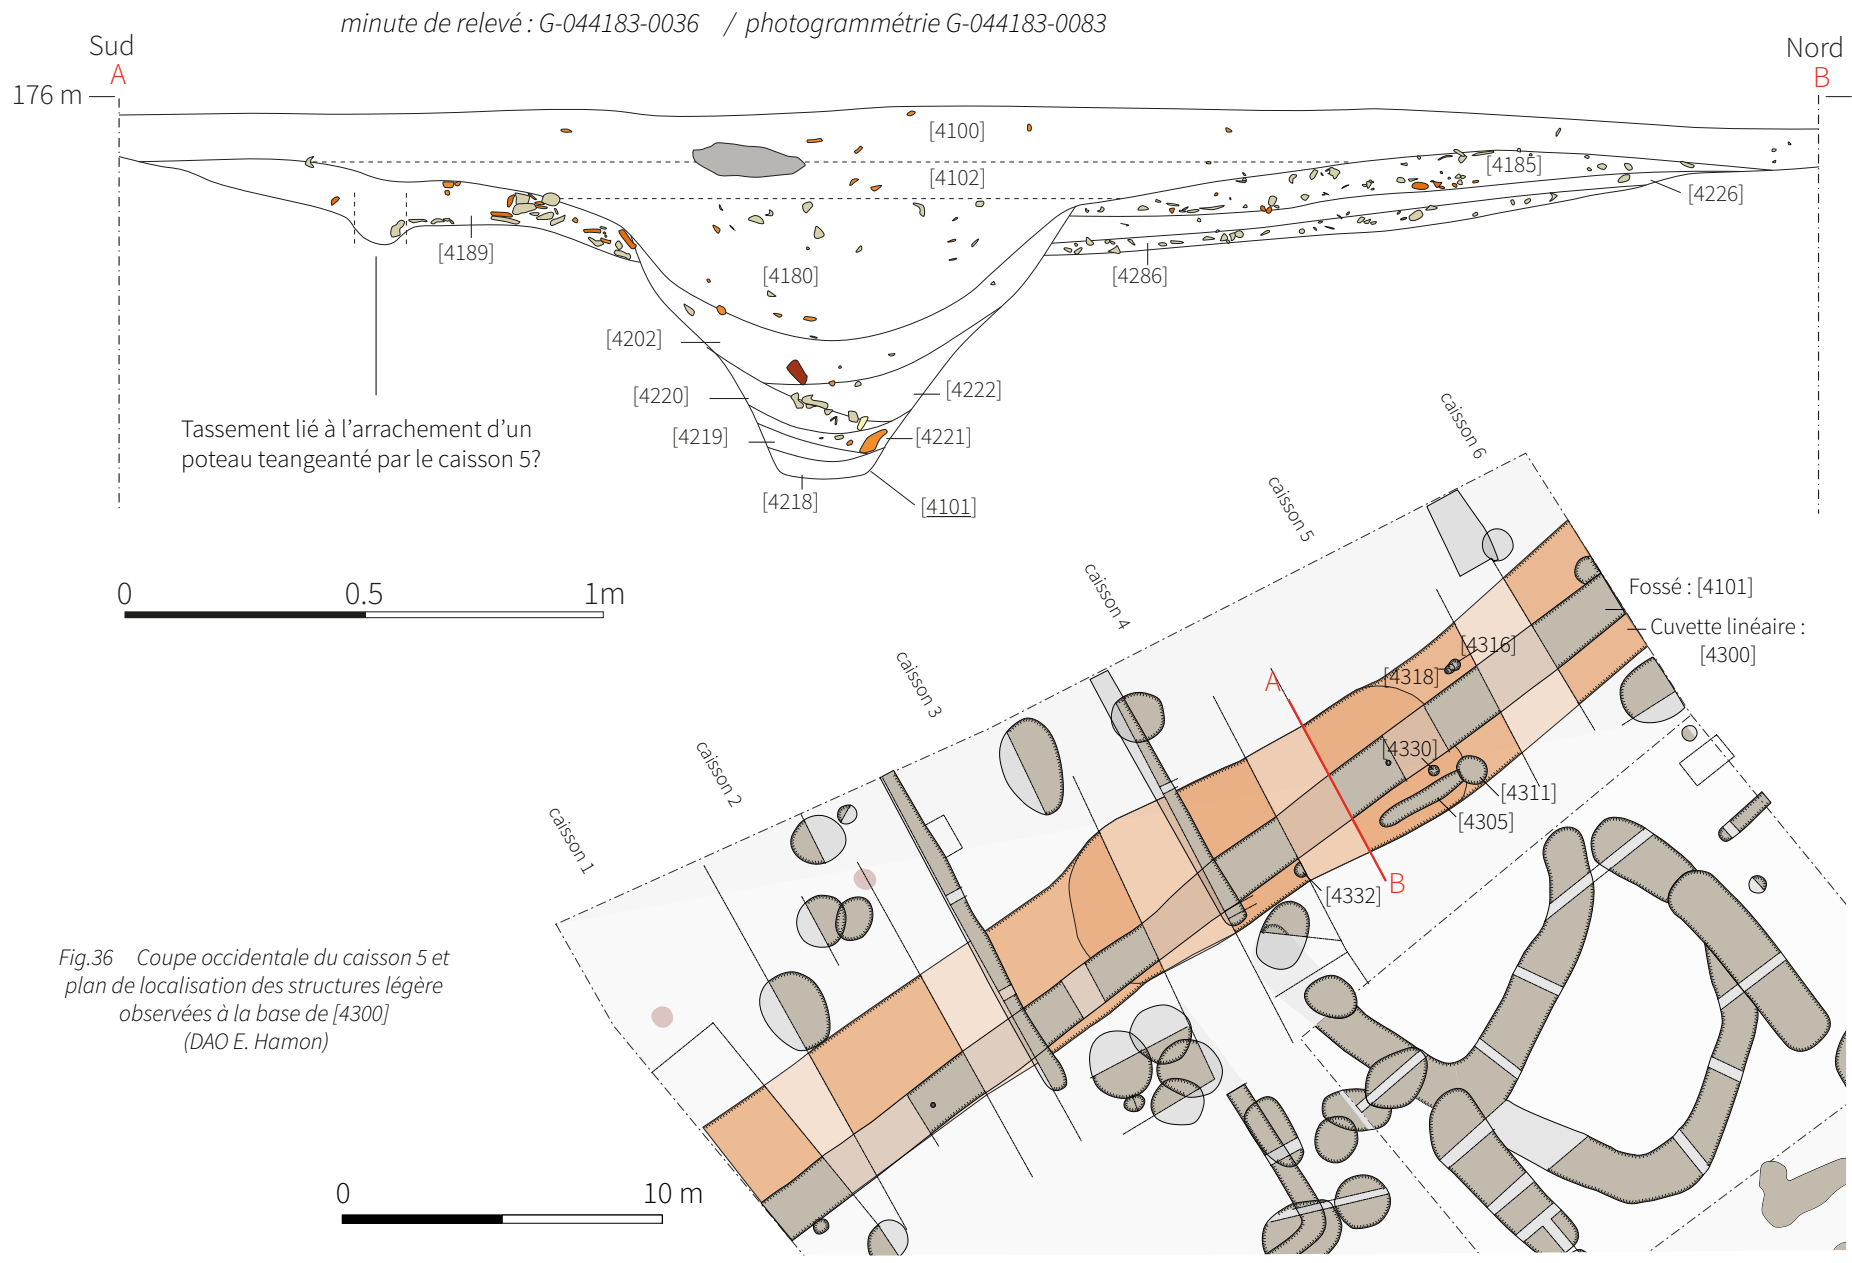 minute de relevé : G-044183-0036 / photogrammétrie G-044183-0083
Sud
A
Nord
B
176 m
[4100]
[4102]
[4185]
[4226]
[4189]
[4180]
[4286]
[4202]
[4220]
[4222]
[4219]
[4221]
[4218]
[4101]
Tassement lié à l’arrachement d’un
poteau teangeanté par le caisson 5?
0 0.5 1m
caisson 1
caisson 2
caisson 3
caisson 4
caisson 5
caisson 6
Fossé : [4101]
Cuvette linéaire :
[4300]
[4316]
[4318]
A
[4330]
[4311]
[4305]
B
[4332]
Fig.36 Coupe occidentale du caisson 5 et
plan de localisation des structures légère
observées à la base de [4300]
(DAO E. Hamon)
0 10 m